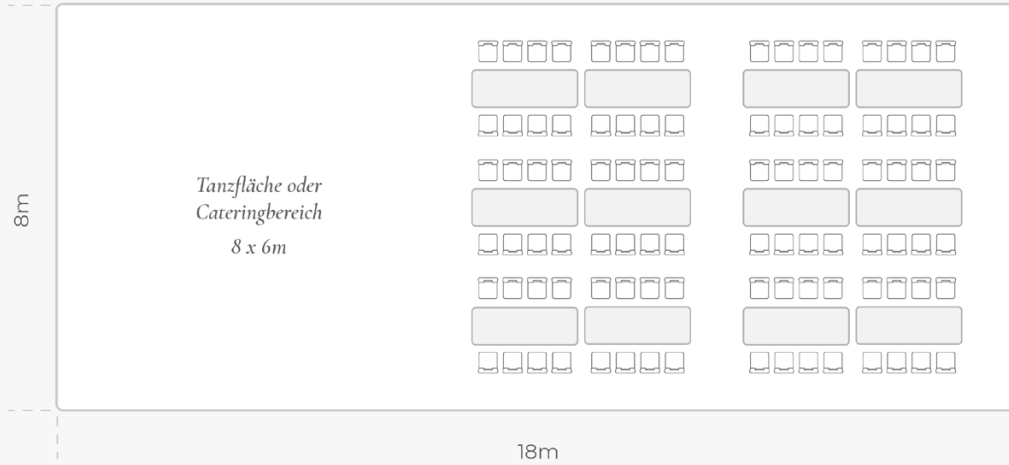 Tanzfläche oder
Cateringbereich
8 x 6m
8m
18m